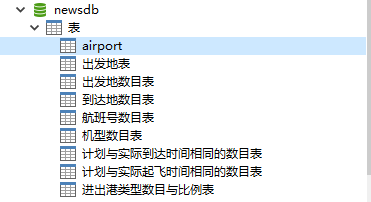 newsdb
表
airport
出发地表
出发地数目表
到达地数目表
航班号数目表
机型数目表
计划与实际到达时间相同的数目表
计划与实际起飞时间相同的数目表
进出港类型数目与比例表